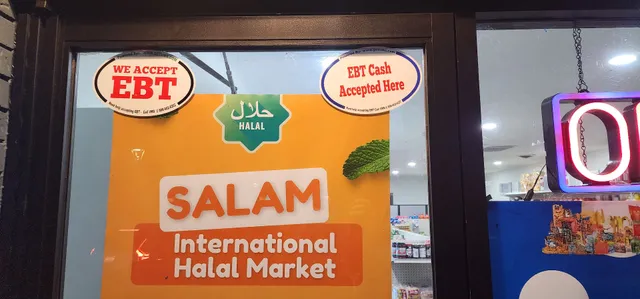 WE ACCEPT
EBT
EBT Cash
Accepted Here
حلال
HALAL
SALAM
International
Halal Market